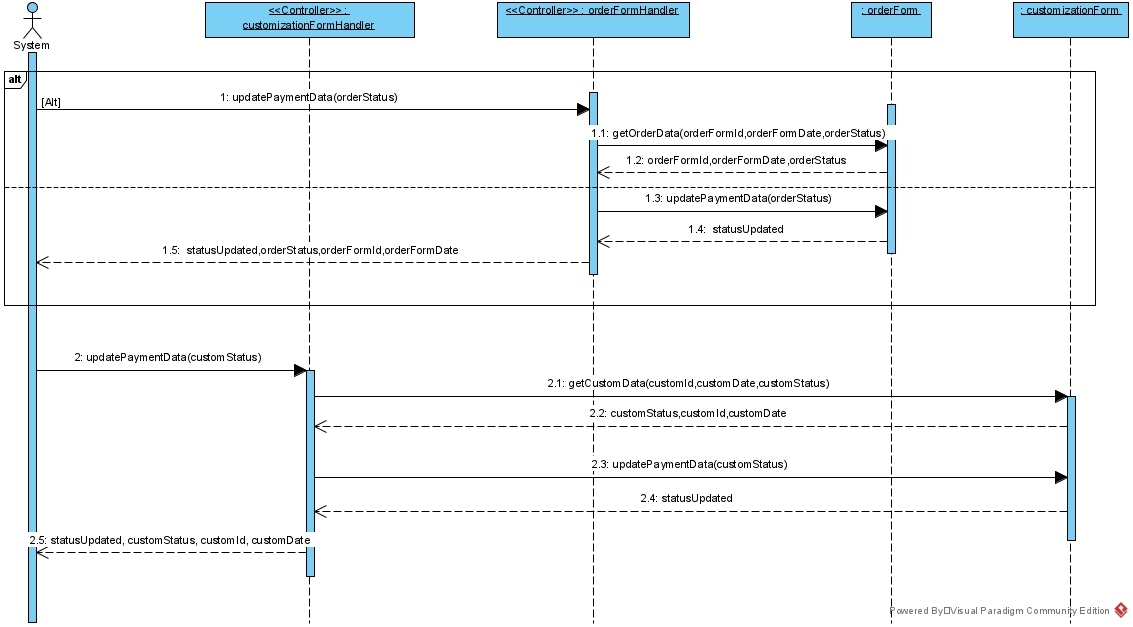 <<Controller>> :
customizationFormHandler
<<Controller>> : orderFormHandler
: orderForm
: customizationForm
System
alt
[Alt]
1: updatePaymentData(orderStatus)
1.1: getOrderData(orderFormId,orderFormDate,orderStatus)
1.2: orderFormId,orderFormDate,orderStatus
1.3: updatePaymentData(orderStatus)
1.4: statusUpdated
1.5: statusUpdated,orderStatus,orderFormId,orderFormDate
2: updatePaymentData(customStatus)
2.1: getCustomData(customId,customDate,customStatus)
2.2: customStatus,customId,customDate
2.3: updatePaymentData(customStatus)
2.4: statusUpdated
2.5: statusUpdated, customStatus, customId, customDate
Powered By□Visual Paradigm Community Edition